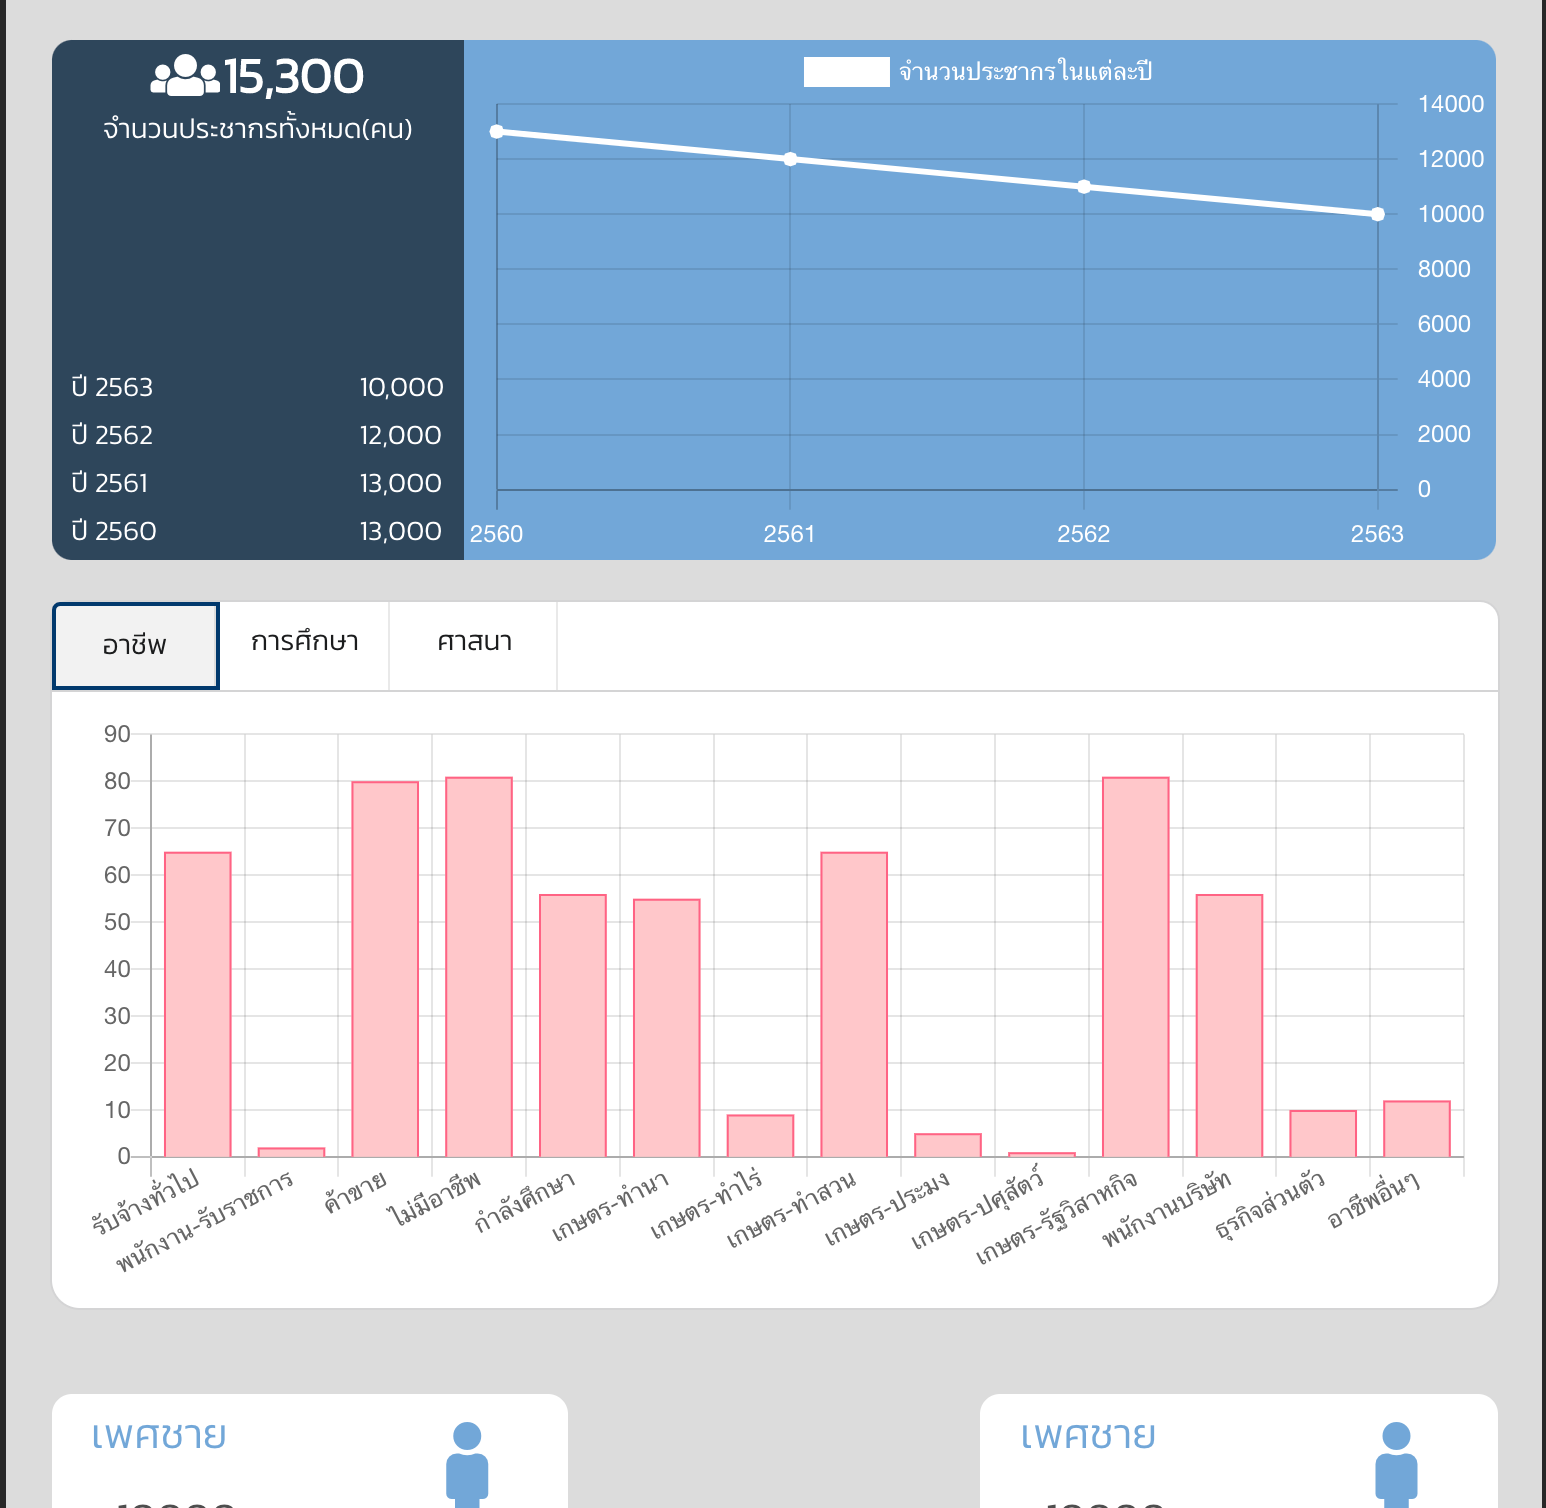 15,300
จำนวนประชากรทั้งหมด(คน)
ปี 2563 10,000
ปี 2562 12,000
ปี 2561 13,000
ปี 2560 13,000
จำนวนประชากรในแต่ละปี
14000
12000
10000
8000
6000
4000
2000
0
2560 2561 2562 2563
อาชีพ การศึกษา ศาสนา
90
80
70
60
50
40
30
20
10
0
รับจ้างทั่วไป
พนักงาน-รับราชการ
ค้าขาย
ไม่มีอาชีพ
กำลังศึกษา
เกษตร-ทำนา
เกษตร-ทำไร่
เกษตร-ทำสวน
เกษตร-ประมง
เกษตร-ปศุสัตว์
เกษตร-รัฐวิสาหกิจ
พนักงานบริษัท
ธุรกิจส่วนตัว
อาชีพอื่นๆ
เพศชาย เพศชาย